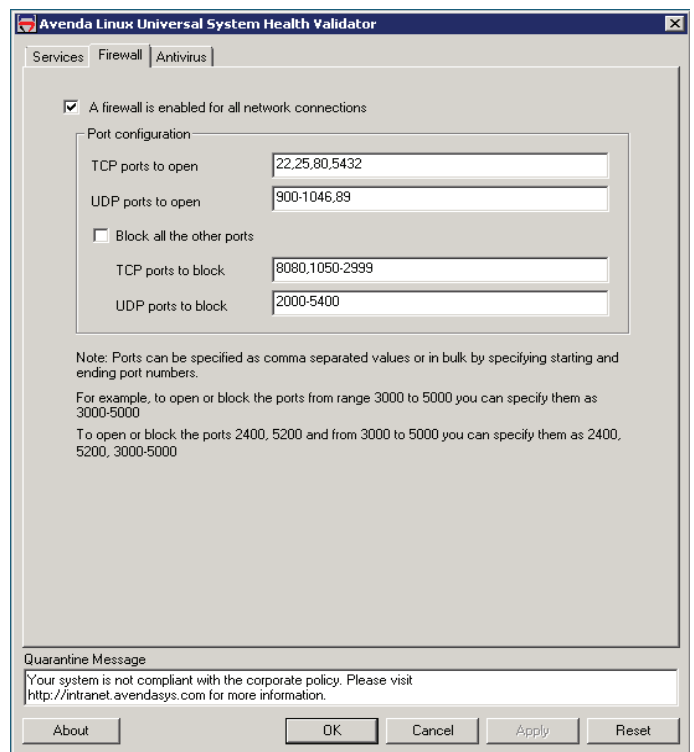 Avenda Linux Universal System Health Validator
Services Firewall Antivirus
A firewall is enabled for all network connections
Port configuration
TCP ports to open 22,25,80,5432
UDP ports to open 900-1046,89
Block all the other ports
TCP ports to block 8080,1050-2999
UDP ports to block 2000-5400
Note: Ports can be specified as comma separated values or in bulk by specifying starting and
ending port numbers.
For example, to open or block the ports from range 3000 to 5000 you can specify them as
3000-5000
To open or block the ports 2400, 5200 and from 3000 to 5000 you can specify them as 2400,
5200, 3000-5000
Quarantine Message
Your system is not compliant with the corporate policy. Please visit
http://intranet.avendasys.com for more information.
About OK Cancel Apply Reset